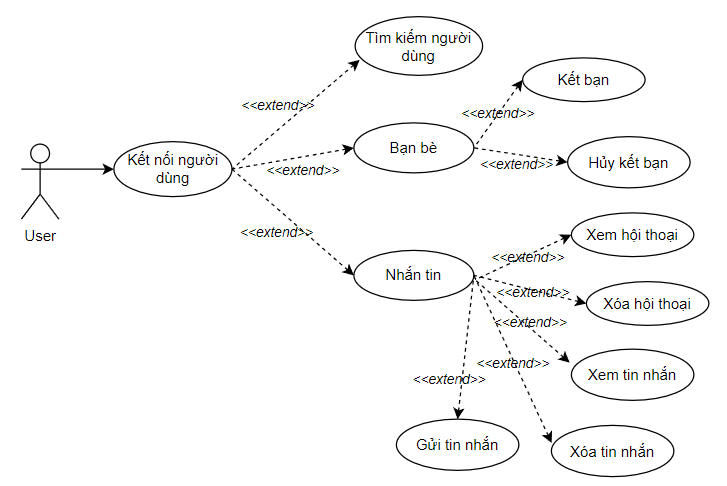 Tìm kiếm người
dùng
<<extend>>
Kết bạn
<<extend>>
Kết nối người
dùng
<<extend>>
Bạn bè
<<extend>>
Hủy kết bạn
User
<<extend>>
Xem hội thoại
<<extend>>
Nhắn tin
<<extend>>
Xóa hội thoại
<<extend>>
<<extend>>
Xem tin nhắn
<<extend>>
Gửi tin nhắn
Xóa tin nhắn